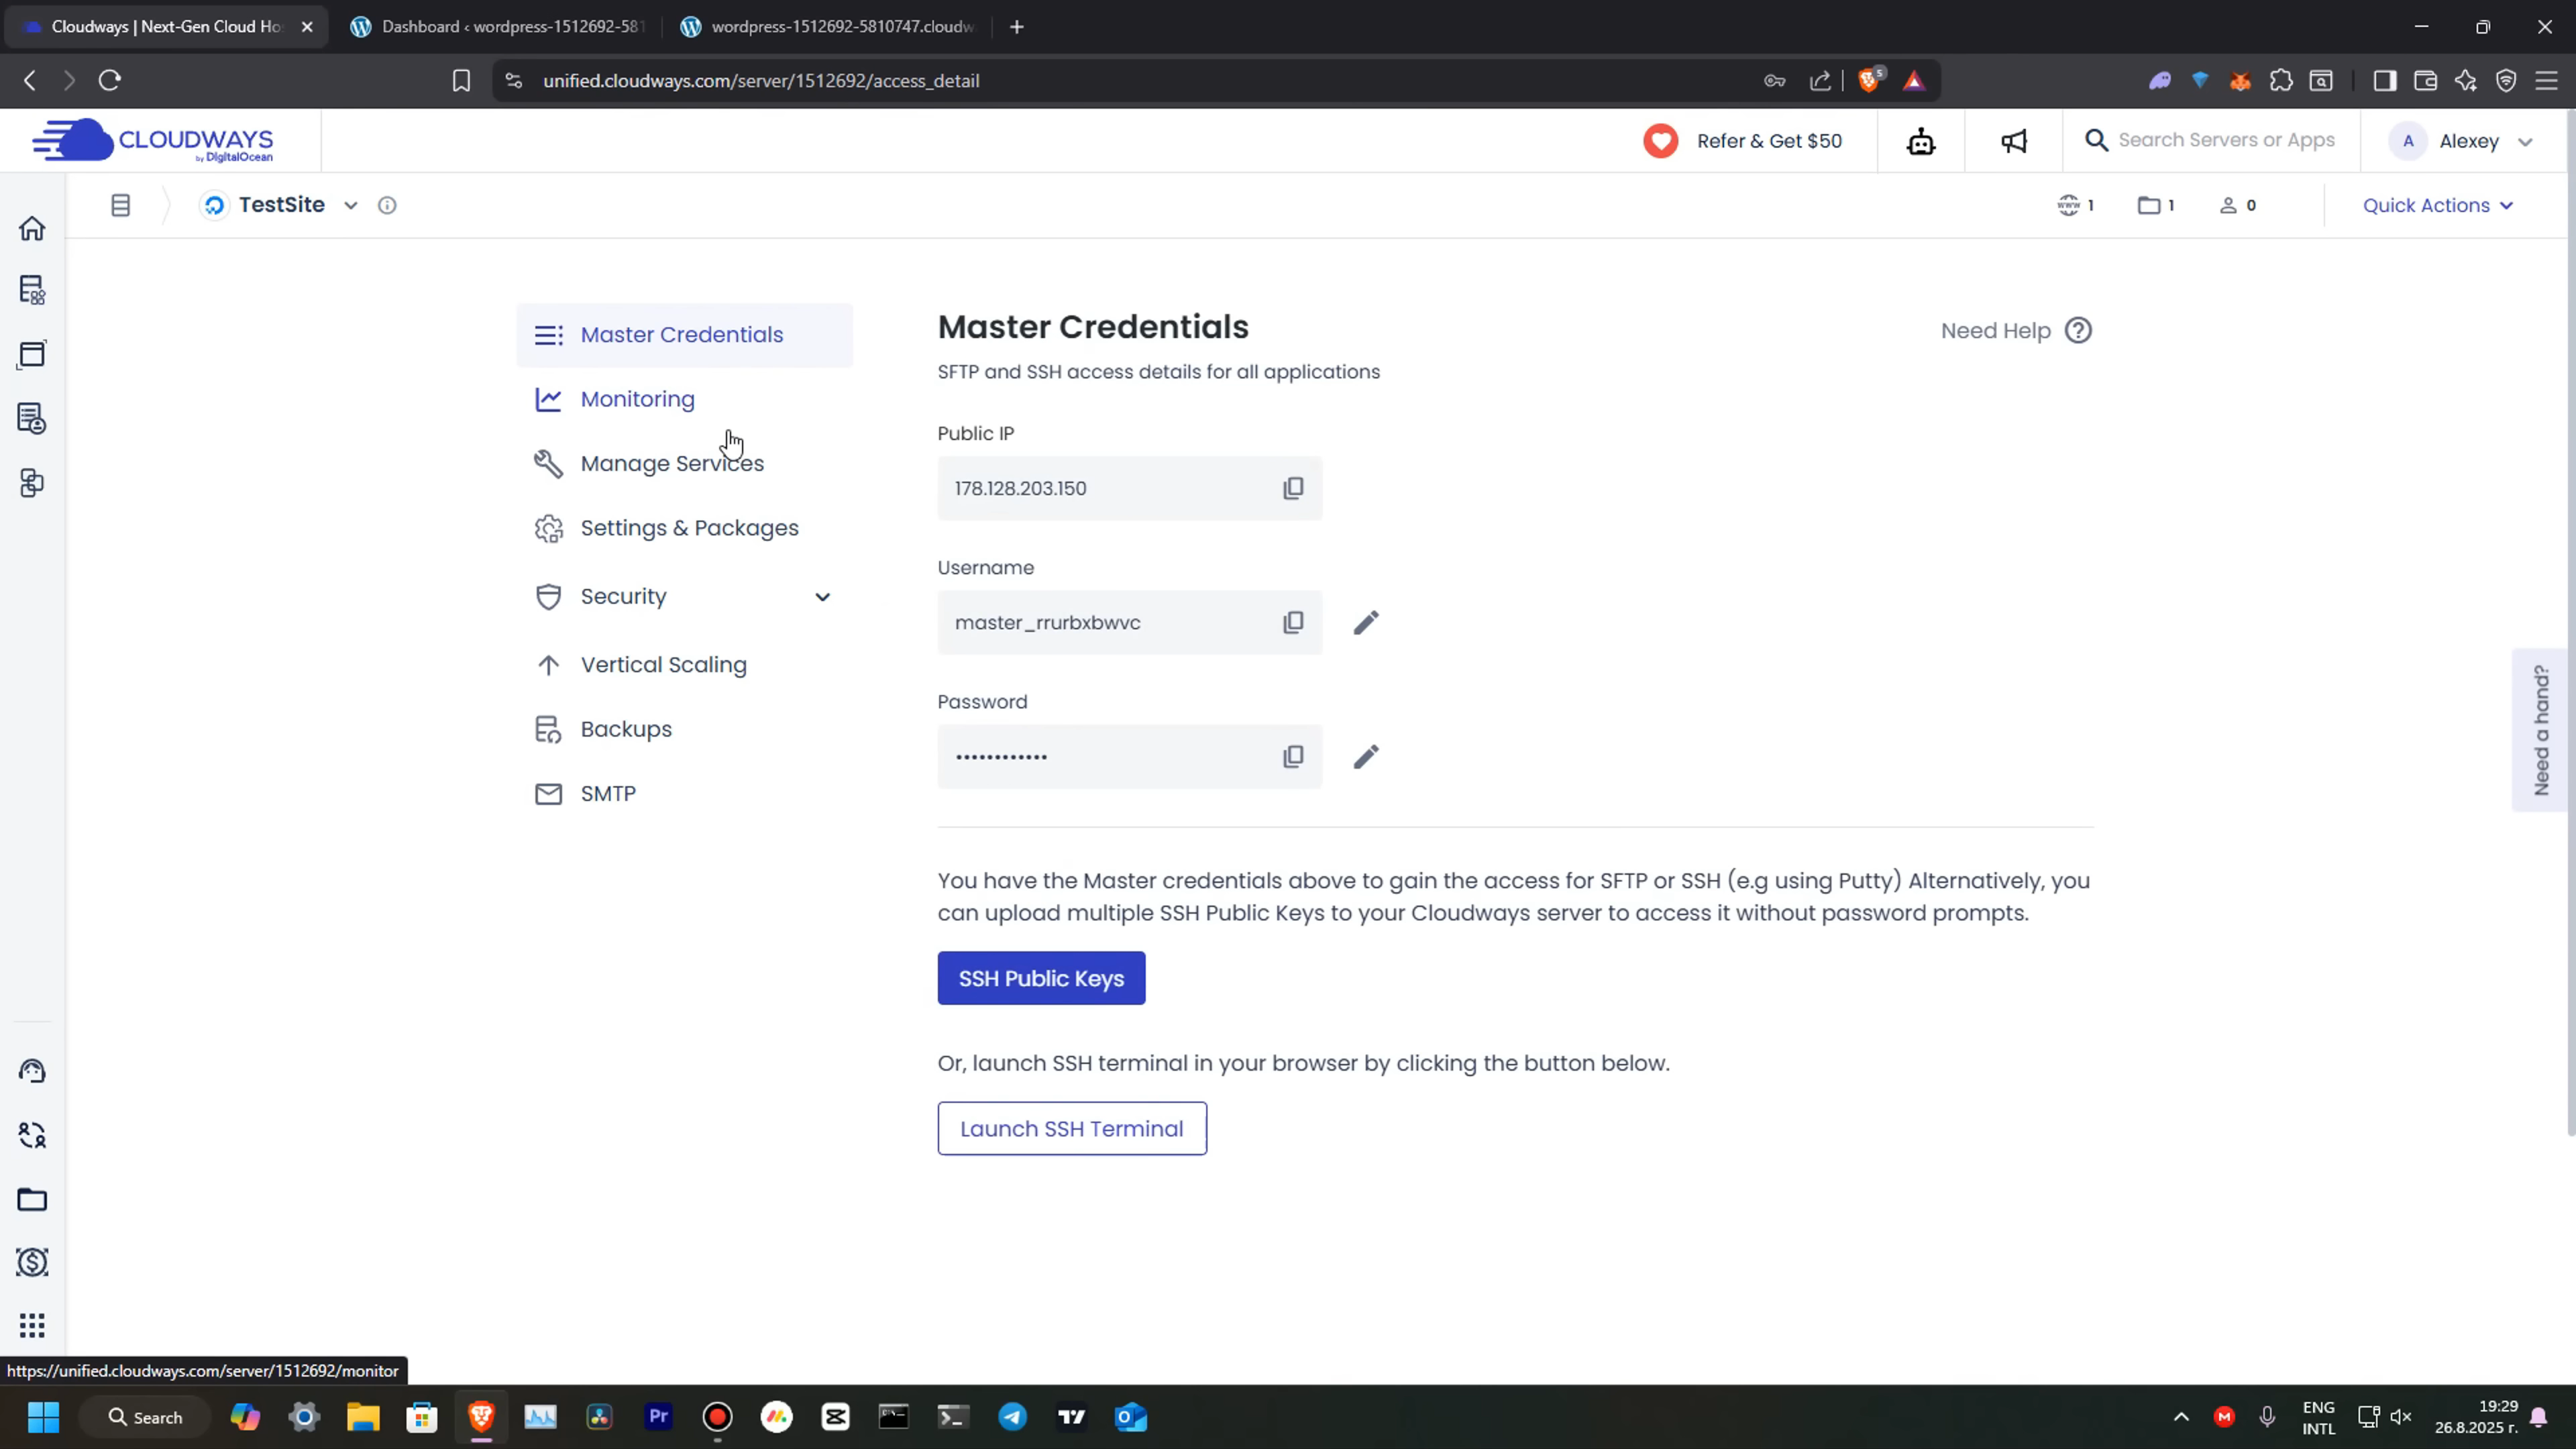 Cloudways | Next-Gen Cloud Ho
Dashboard ‹ wordpress-1512692-581
wordpress-1512692-5810747.cloudw
unified.cloudways.com/server/1512692/access_detail
5
CLOUDWAYS
by DigitalOcean
Refer & Get $50
Search Servers or Apps
A
Alexey
TestSite
www 1
1
0
Quick Actions
Master Credentials
Monitoring
Manage Services
Settings & Packages
Security
Vertical Scaling
Backups
SMTP
Master Credentials
Need Help
SFTP and SSH access details for all applications
Public IP
178.128.203.150
Username
master_rrurbxbwvc
Password
••••••••••••
You have the Master credentials above to gain the access for SFTP or SSH (e.g using Putty) Alternatively, you
can upload multiple SSH Public Keys to your Cloudways server to access it without password prompts.
SSH Public Keys
Or, launch SSH terminal in your browser by clicking the button below.
Launch SSH Terminal
Need a hand?
https://unified.cloudways.com/server/1512692/monitor
Search
Pr
M
ENG
INTL
19:29
26.8.2025 г.